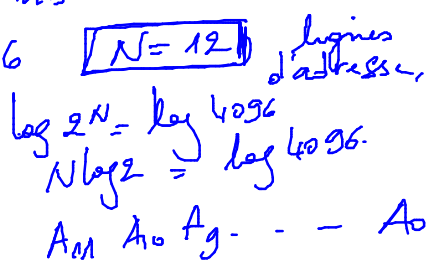 6 N = 12 lignes
d'adresse,
log 2^N = log 4096
N log 2 = log 4096.
A11 A10 A9 - - - A0